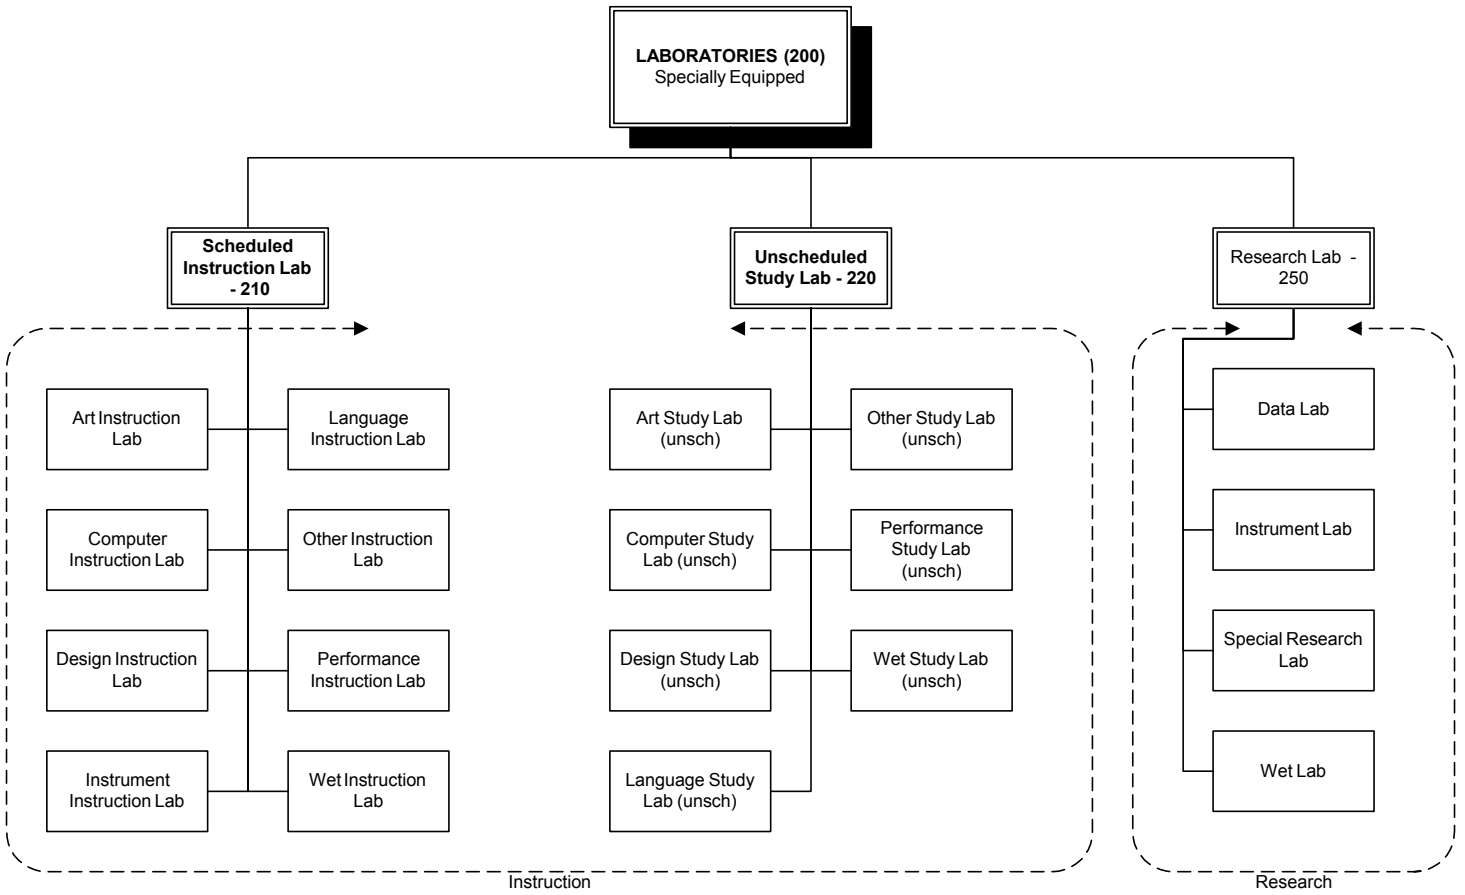 LABORATORIES (200)
Specially Equipped
Scheduled
Instruction Lab
- 210
Unscheduled
Study Lab - 220
Research Lab -
250
Art Instruction
Lab
Language
Instruction Lab
Computer
Instruction Lab
Other Instruction
Lab
Design Instruction
Lab
Performance
Instruction Lab
Instrument
Instruction Lab
Wet Instruction
Lab
Art Study Lab
(unsch)
Other Study Lab
(unsch)
Computer Study
Lab (unsch)
Performance
Study Lab
(unsch)
Design Study Lab
(unsch)
Wet Study Lab
(unsch)
Language Study
Lab (unsch)
Data Lab
Instrument Lab
Special Research
Lab
Wet Lab
Instruction
Research